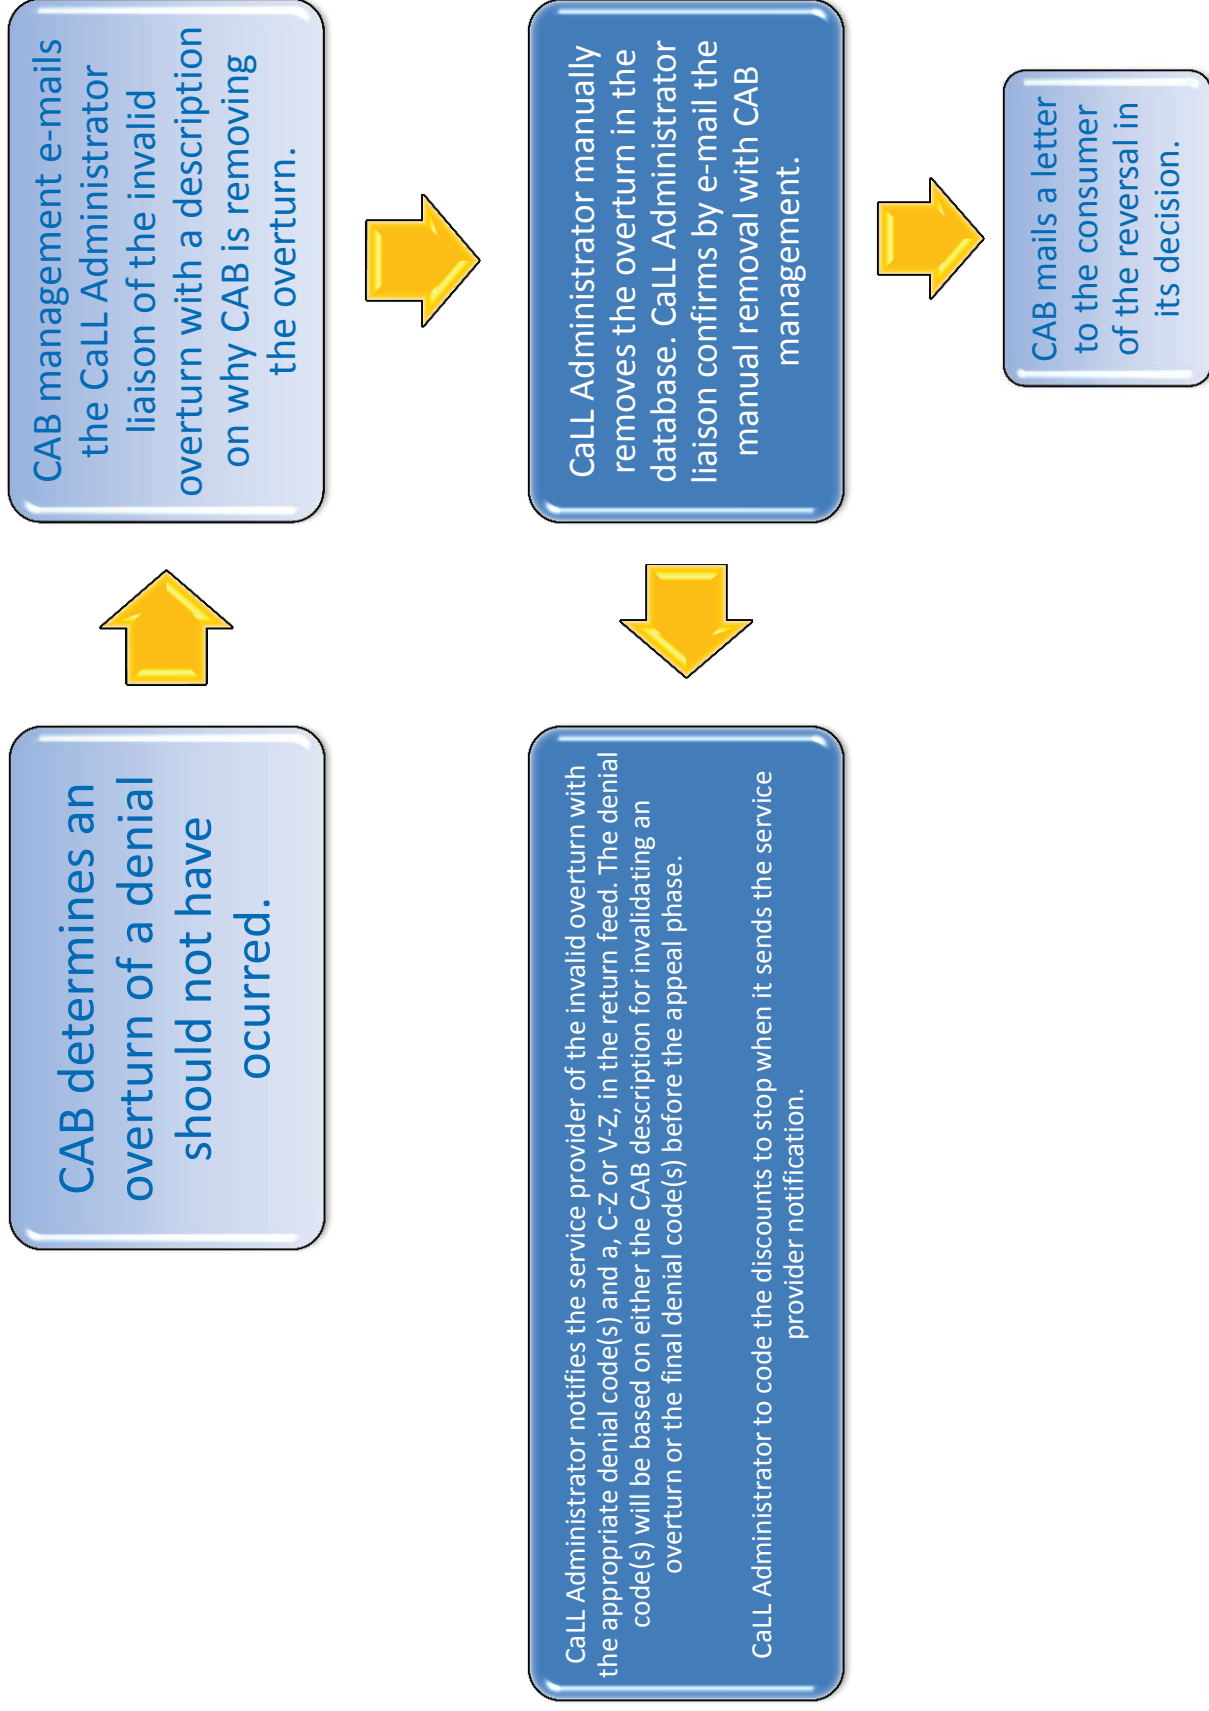 CAB determines an
overturn of a denial
should not have
ocurred.
CAB management e-mails
the CaLL Administrator
liaison of the invalid
overturn with a description
on why CAB is removing
the overturn.
CaLL Administrator manually
removes the overturn in the
database. CaLL Administrator
liaison confirms by e-mail the
manual removal with CAB
management.
CaLL Administrator notifies the service provider of the invalid overturn with
the appropriate denial code(s) and a, C-Z or V-Z, in the return feed. The denial
code(s) will be based on either the CAB description for invalidating an
overturn or the final denial code(s) before the appeal phase.
CaLL Administrator to code the discounts to stop when it sends the service
provider notification.
CAB mails a letter
to the consumer
of the reversal in
its decision.